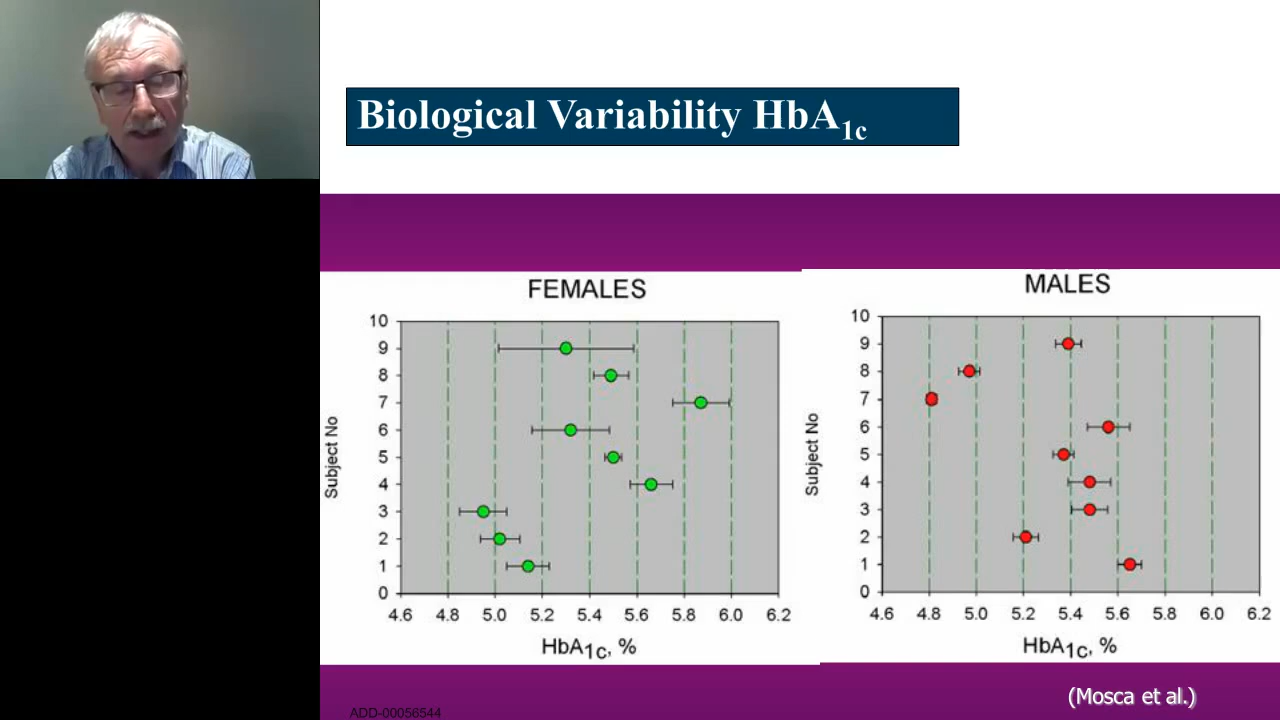 Biological Variability HbA1c
FEMALES
10
9
8
7
6
5
4
3
2
1
0
Subject No
4.6 4.8 5.0 5.2 5.4 5.6 5.8 6.0 6.2
HbA1c, %
MALES
10
9
8
7
6
5
4
3
2
1
0
Subject No
4.6 4.8 5.0 5.2 5.4 5.6 5.8 6.0 6.2
HbA1c, %
(Mosca et al.)
ADD-00056544